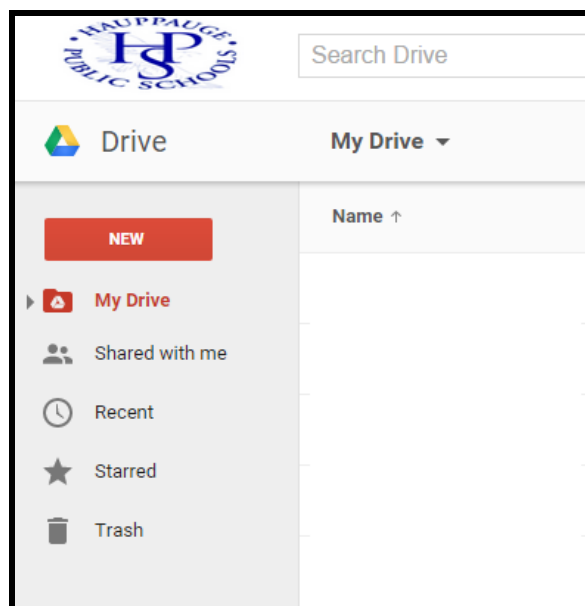 HAUPPAUGE
HPS
PUBLIC SCHOOLS
Search Drive
Drive
My Drive
Name ↑
NEW
My Drive
Shared with me
Recent
Starred
Trash